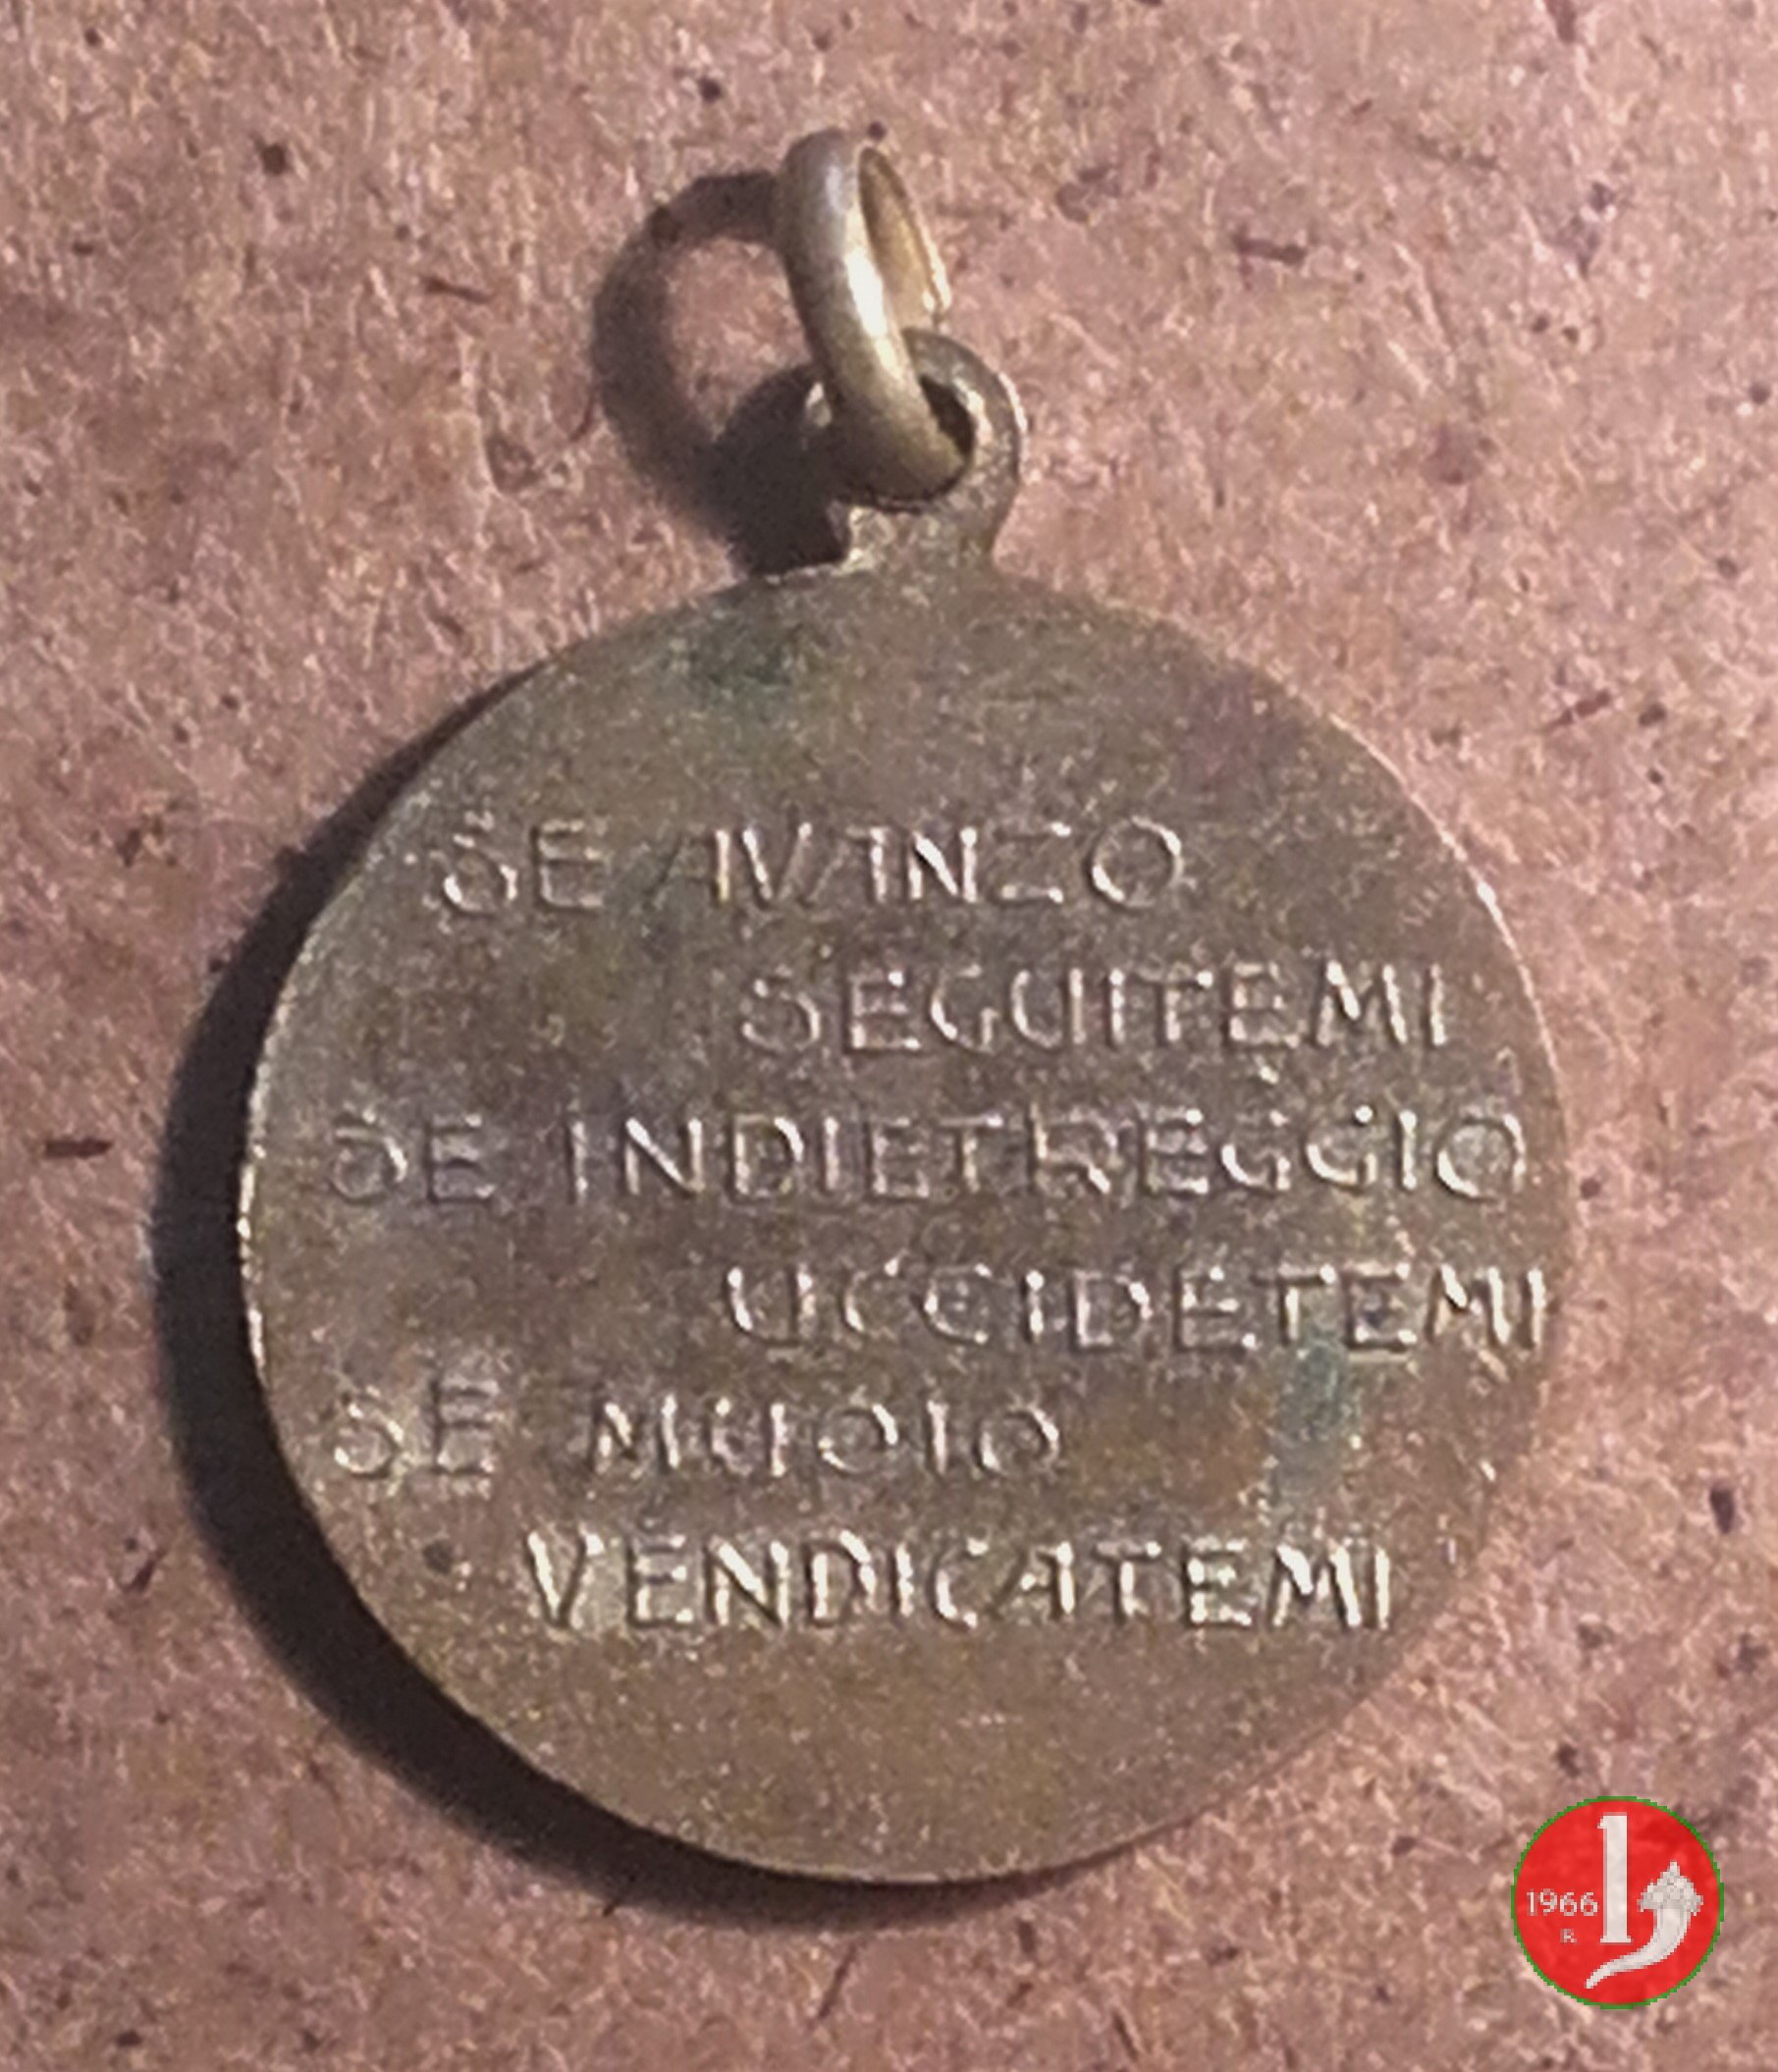 SE AVANZO
SEGUITEMI
SE INDIETREGGIO
UCCIDETEMI
SE MUOIO
VENDICATEMI
1966
R